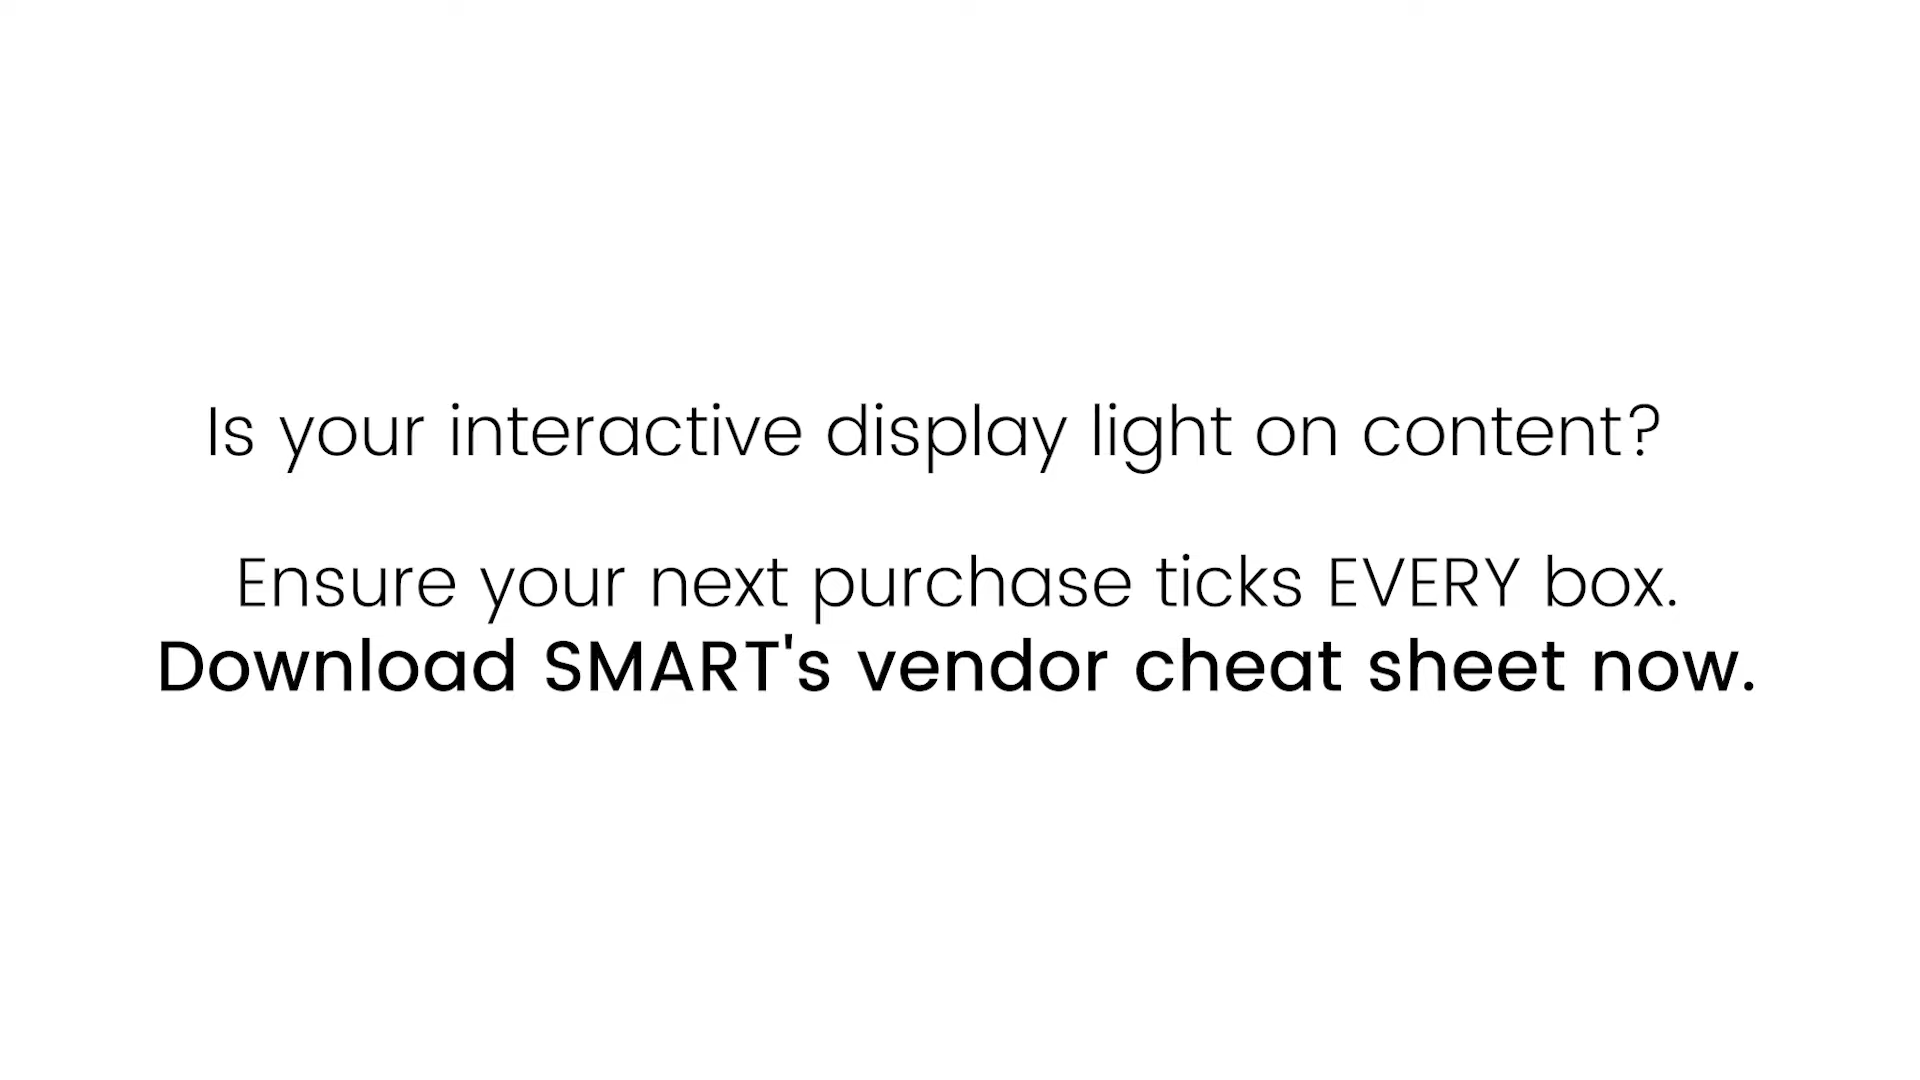 Is your interactive display light on content?
Ensure your next purchase ticks EVERY box.
Download SMART's vendor cheat sheet now.